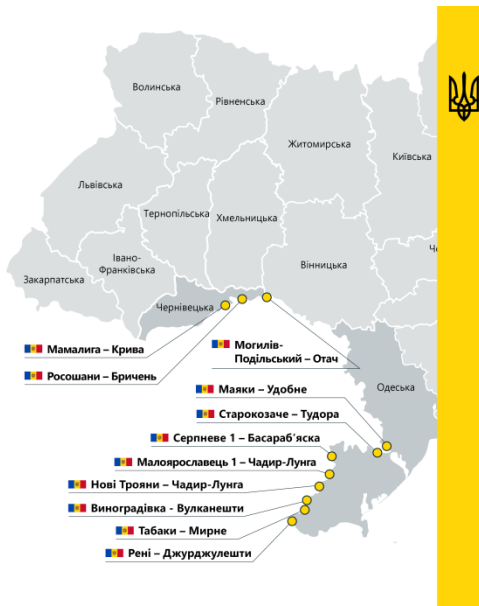 Волинська
Рівненська
Житомирська
Київська
Львівська
Тернопільська
Хмельницька
Івано-
Франківська
Вінницька
Закарпатська
Чернівецька
Мамалига – Крива
Могилів-
Подільський – Отач
Росошани – Бричень
Одеська
Маяки – Удобне
Старокозаче – Тудора
Серпневе 1 – Басараб´яска
Малоярославець 1 – Чадир-Лунга
Нові Трояни – Чадир-Лунга
Виноградівка - Вулканешти
Табаки – Мирне
Рені – Джурджулешти